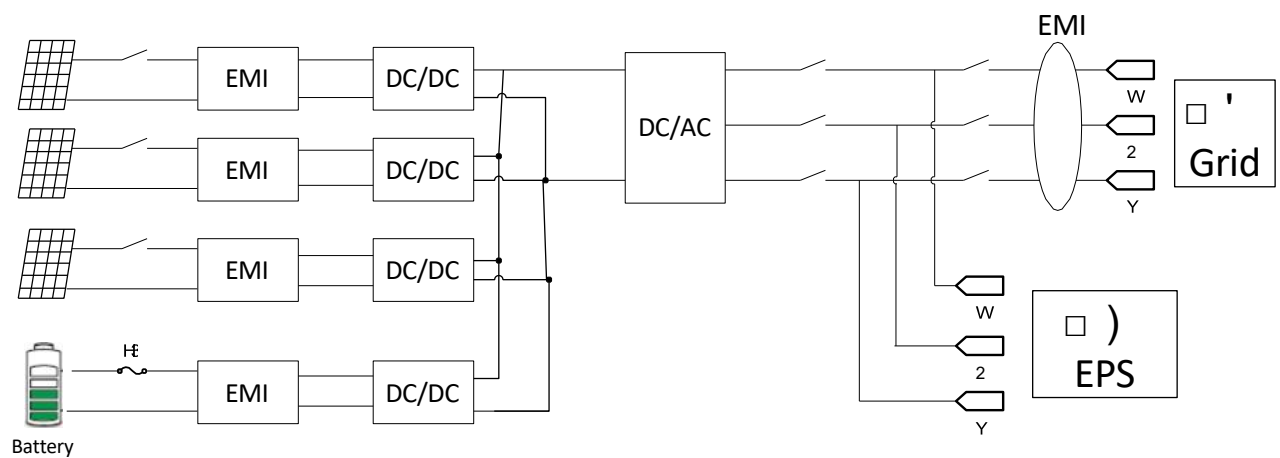 EMI
EMI
DC/DC
EMI
DC/DC
EMI
DC/DC
EMI
DC/DC
DC/AC
W
2
Y
□ '
Grid
W
2
Y
□ )
EPS
Battery